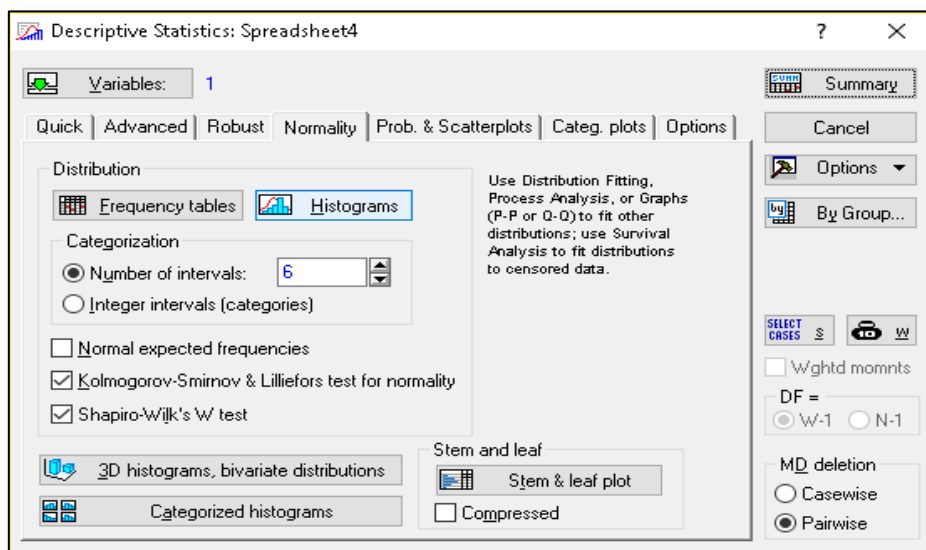 Descriptive Statistics: Spreadsheet4
?
Variables: 1
Summary
Quick Advanced Robust Normality Prob. & Scatterplots Categ. plots Options
Cancel
Distribution
Frequency tables Histograms
Use Distribution Fitting,
Process Analysis, or Graphs
(P-P or Q-Q) to fit other
distributions; use Survival
Analysis to fit distributions
to censored data.
Options
By Group...
Categorization
Number of intervals: 6
Integer intervals (categories)
Normal expected frequencies
Kolmogorov-Smirnov & Lilliefors test for normality
Shapiro-Wilk's W test
SELECT
CASES S W
Wghtd momnts
DF =
W-1 N-1
3D histograms, bivariate distributions
Categorized histograms
Stem and leaf
Stem & leaf plot
Compressed
MD deletion
Casewise
Pairwise